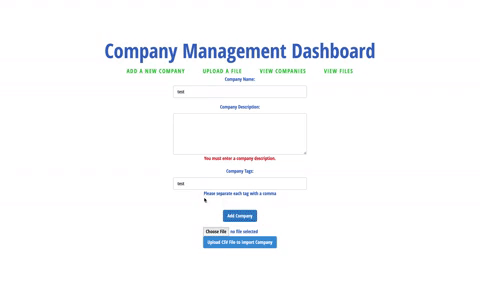 Company Management Dashboard
ADD A NEW COMPANY UPLOAD A FILE VIEW COMPANIES VIEW FILES
Company Name:
test
Company Description:
You must enter a company description.
Company Tags:
test
Please separate each tag with a comma
Add Company
Choose File no file selected
Upload CSV File to Import Company